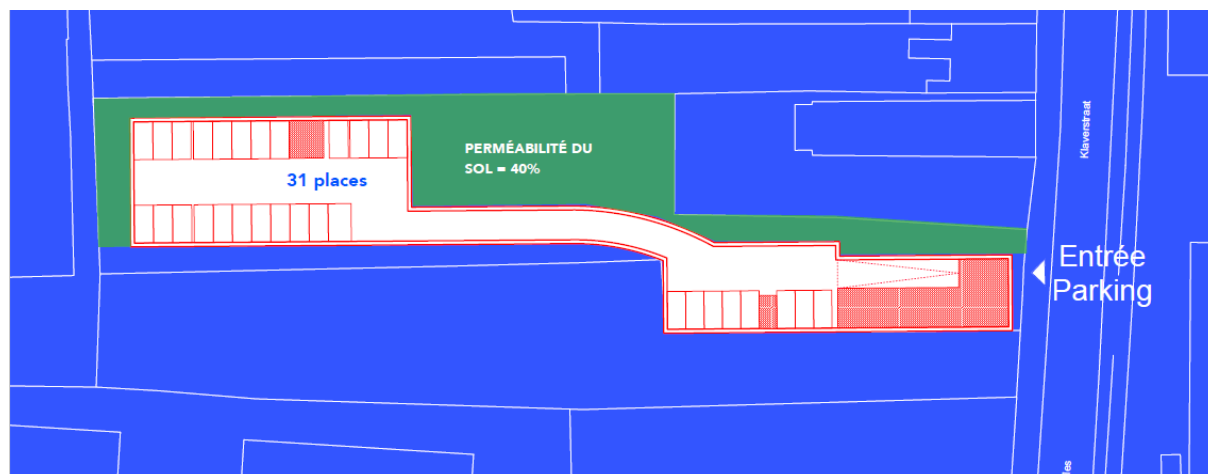 Klaverstraat
PERMÉABILITÉ DU
SOL = 40%
31 places
Entrée
Parking